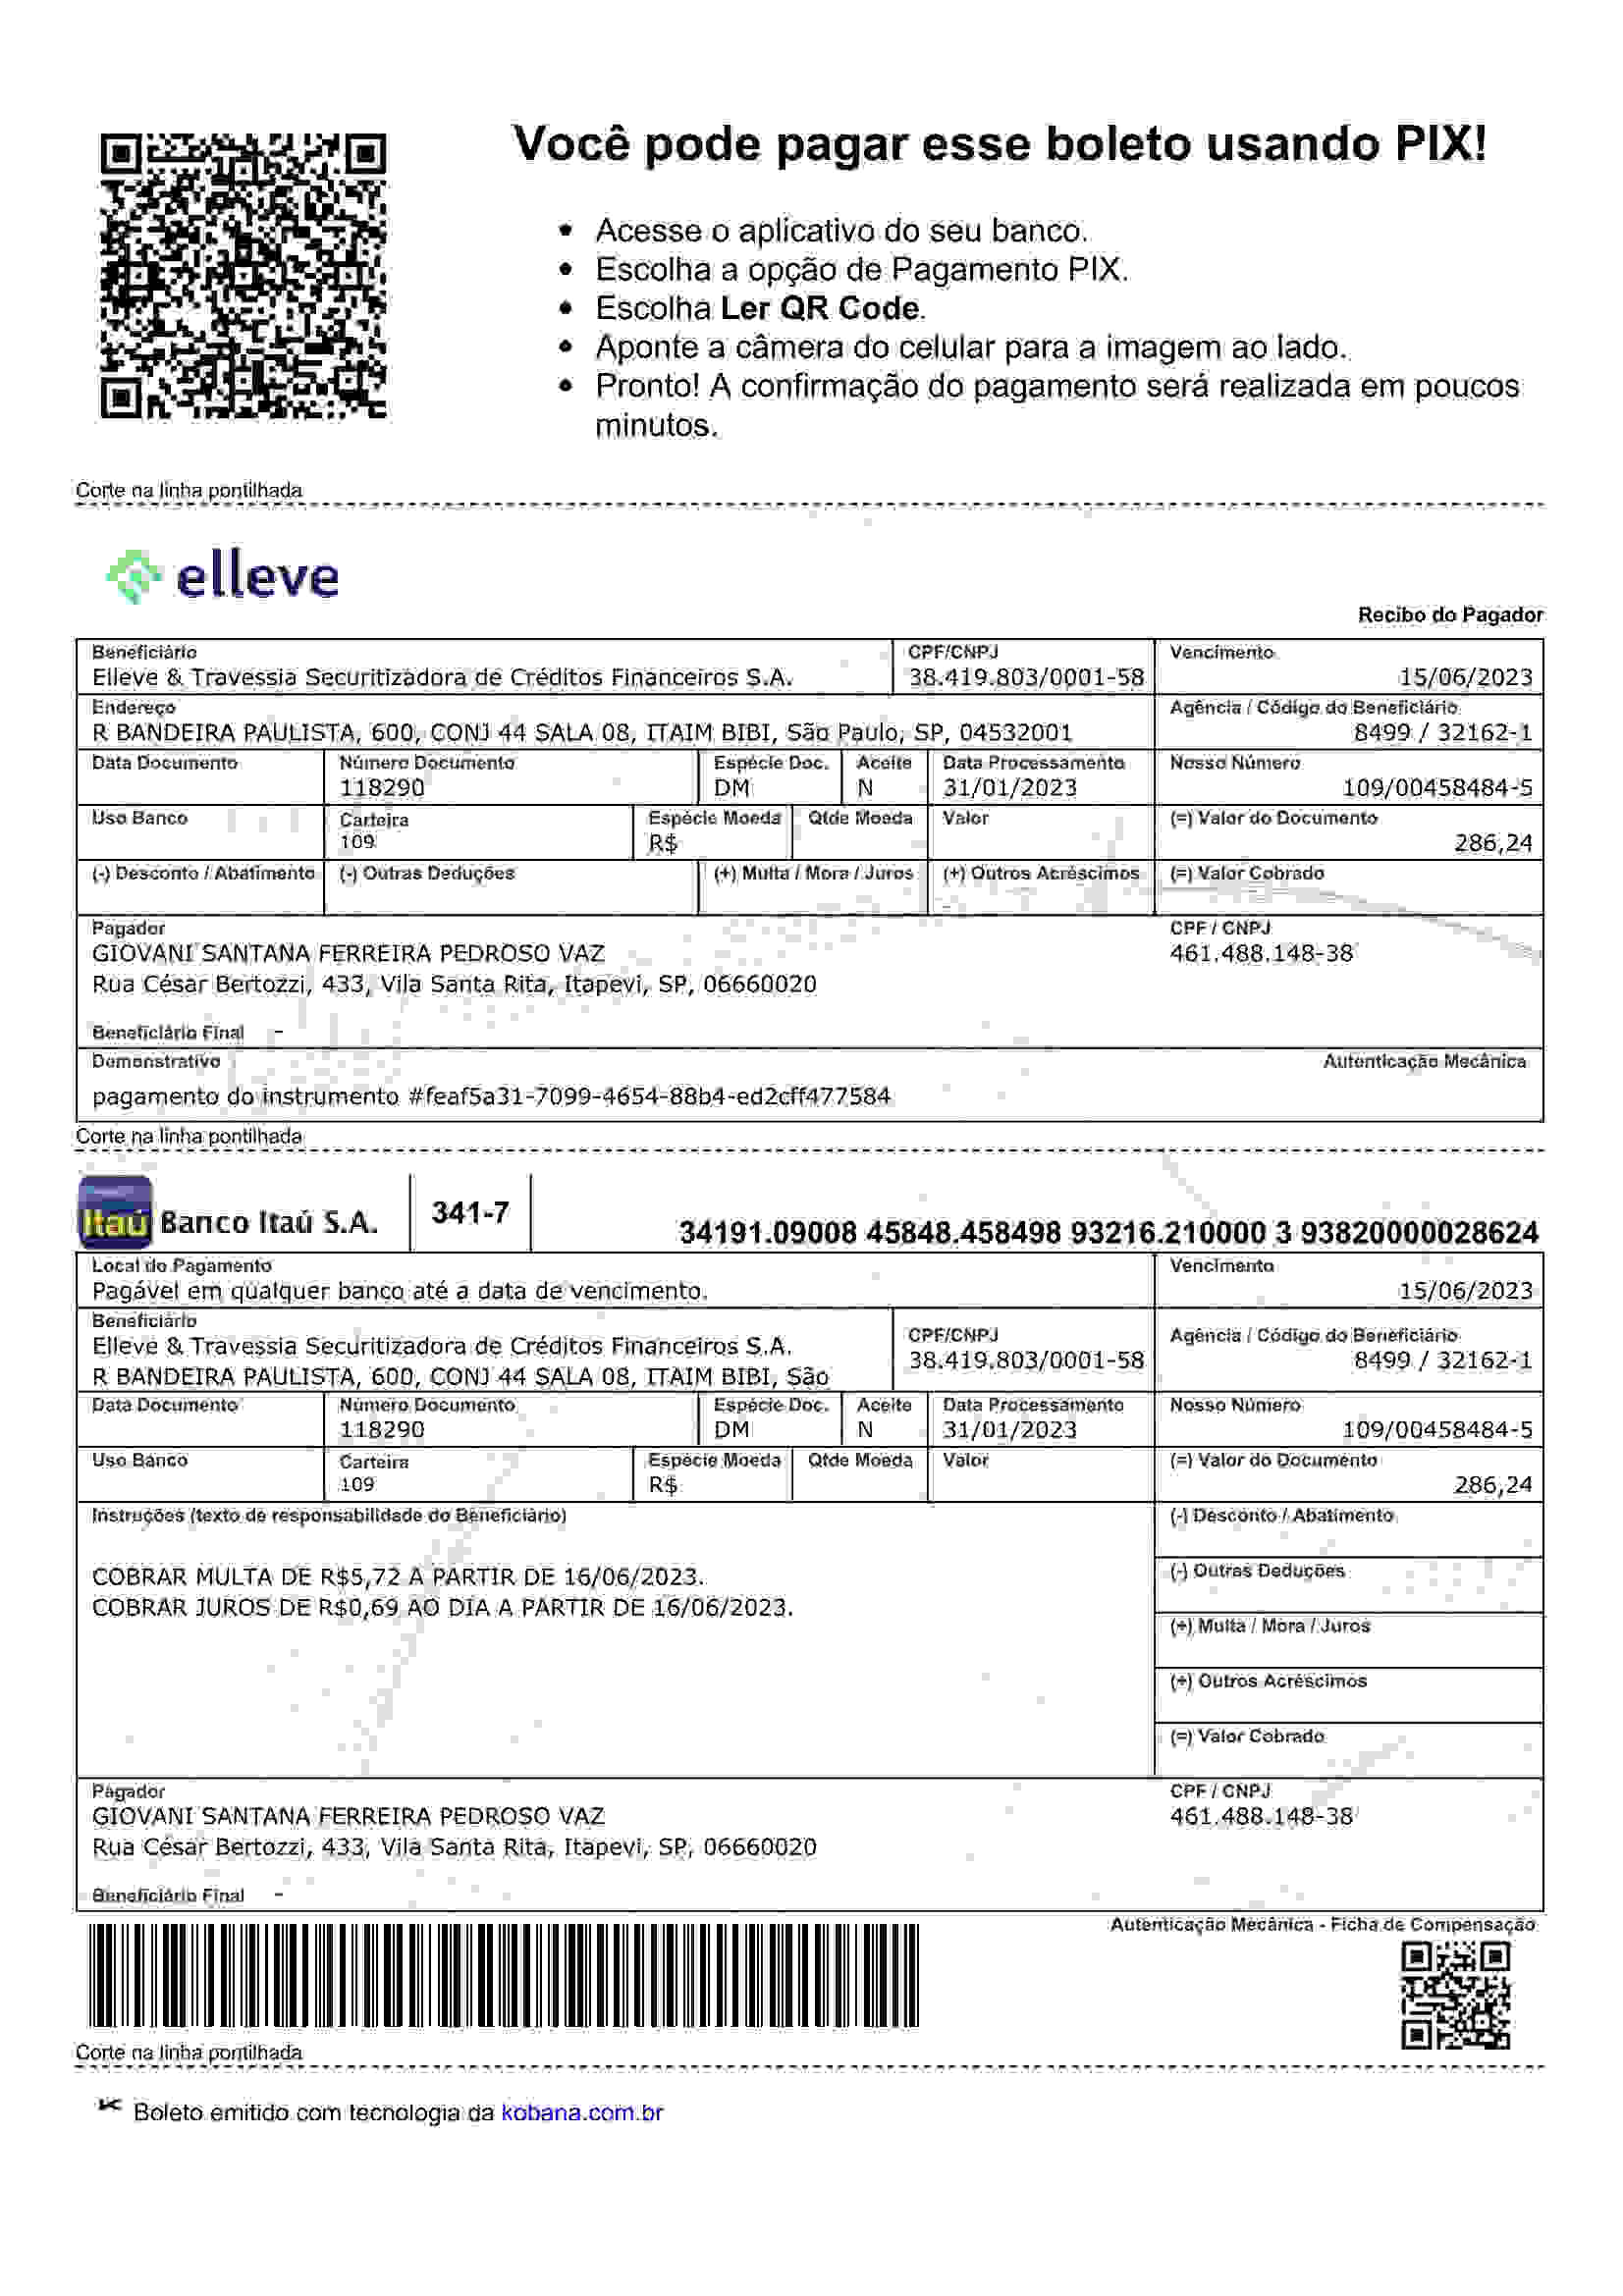 Você pode pagar esse boleto usando PIX!
• Acesse o aplicativo do seu banco.
• Escolha a opção de Pagamento PIX.
• Escolha Ler QR Code.
• Aponte a câmera do celular para a imagem ao lado.
• Pronto! A confirmação do pagamento será realizada em poucos
minutos.
Corte na linha pontilhada
elleve
Recibo do Pagador
Beneficiário CPF/CNPJ Vencimento
Elleve & Travessia Securitizadora de Créditos Financeiros S.A. 38.419.803/0001-58 15/06/2023
Endereço Agência / Código do Beneficiário
R BANDEIRA PAULISTA, 600, CONJ 44 SALA 08, ITAIM BIBI, São Paulo, SP, 04532001 8499 / 32162-1
Data Documento Número Documento Espécie Doc. Aceite Data Processamento Nosso Número
118290 DM N 31/01/2023 109/00458484-5
Uso Banco Carteira Espécie Moeda Qtde Moeda Valor (=) Valor do Documento
109 R$ 286,24
(-) Desconto / Abatimento (-) Outras Deduções (+) Multa / Mora / Juros (+) Outros Acréscimos (=) Valor Cobrado
Pagador CPF / CNPJ
GIOVANI SANTANA FERREIRA PEDROSO VAZ 461.488.148-38
Rua César Bertozzi, 433, Vila Santa Rita, Itapevi, SP, 06660020
Beneficiário Final -
Demonstrativo Autenticação Mecânica
pagamento do instrumento #feaf5a31-7099-4654-88b4-ed2cff477584
Corte na linha pontilhada
Itaú Banco Itaú S.A. 341-7 34191.09008 45848.458498 93216.210000 3 93820000028624
Local do Pagamento Vencimento
Pagável em qualquer banco até a data de vencimento. 15/06/2023
Beneficiário CPF/CNPJ Agência / Código do Beneficiário
Elleve & Travessia Securitizadora de Créditos Financeiros S.A. 38.419.803/0001-58 8499 / 32162-1
R BANDEIRA PAULISTA, 600, CONJ 44 SALA 08, ITAIM BIBI, São
Data Documento Número Documento Espécie Doc. Aceite Data Processamento Nosso Número
118290 DM N 31/01/2023 109/00458484-5
Uso Banco Carteira Espécie Moeda Qtde Moeda Valor (=) Valor do Documento
109 R$ 286,24
Instruções (texto de responsabilidade do Beneficiário) (-) Desconto / Abatimento
COBRAR MULTA DE R$5,72 A PARTIR DE 16/06/2023. (-) Outras Deduções
COBRAR JUROS DE R$0,69 AO DIA A PARTIR DE 16/06/2023.
(+) Multa / Mora / Juros
(+) Outros Acréscimos
(=) Valor Cobrado
Pagador CPF / CNPJ
GIOVANI SANTANA FERREIRA PEDROSO VAZ 461.488.148-38
Rua César Bertozzi, 433, Vila Santa Rita, Itapevi, SP, 06660020
Beneficiário Final -
Autenticação Mecânica - Ficha de Compensação
Corte na linha pontilhada
Boleto emitido com tecnologia da kobana.com.br